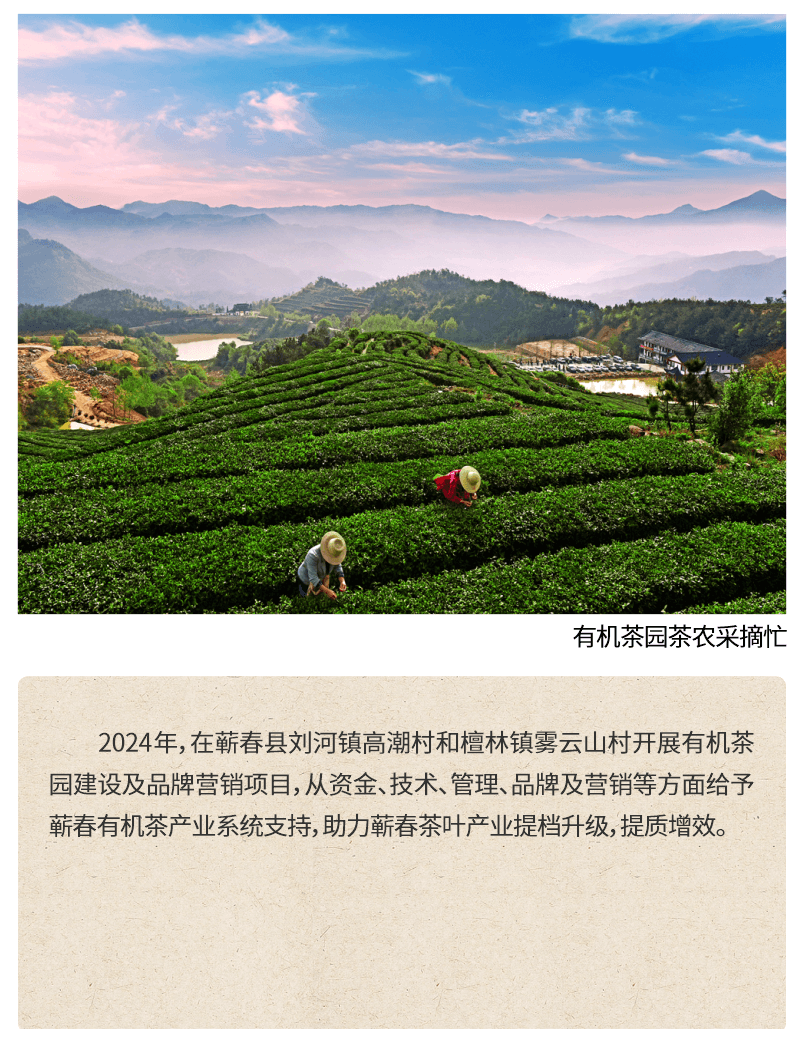 有机茶园茶农采摘忙
2024年,在蕲春县刘河镇高潮村和檀林镇雾云山村开展有机茶
园建设及品牌营销项目,从资金、技术、管理、品牌及营销等方面给予
蕲春有机茶产业系统支持,助力蕲春茶叶产业提档升级,提质增效。